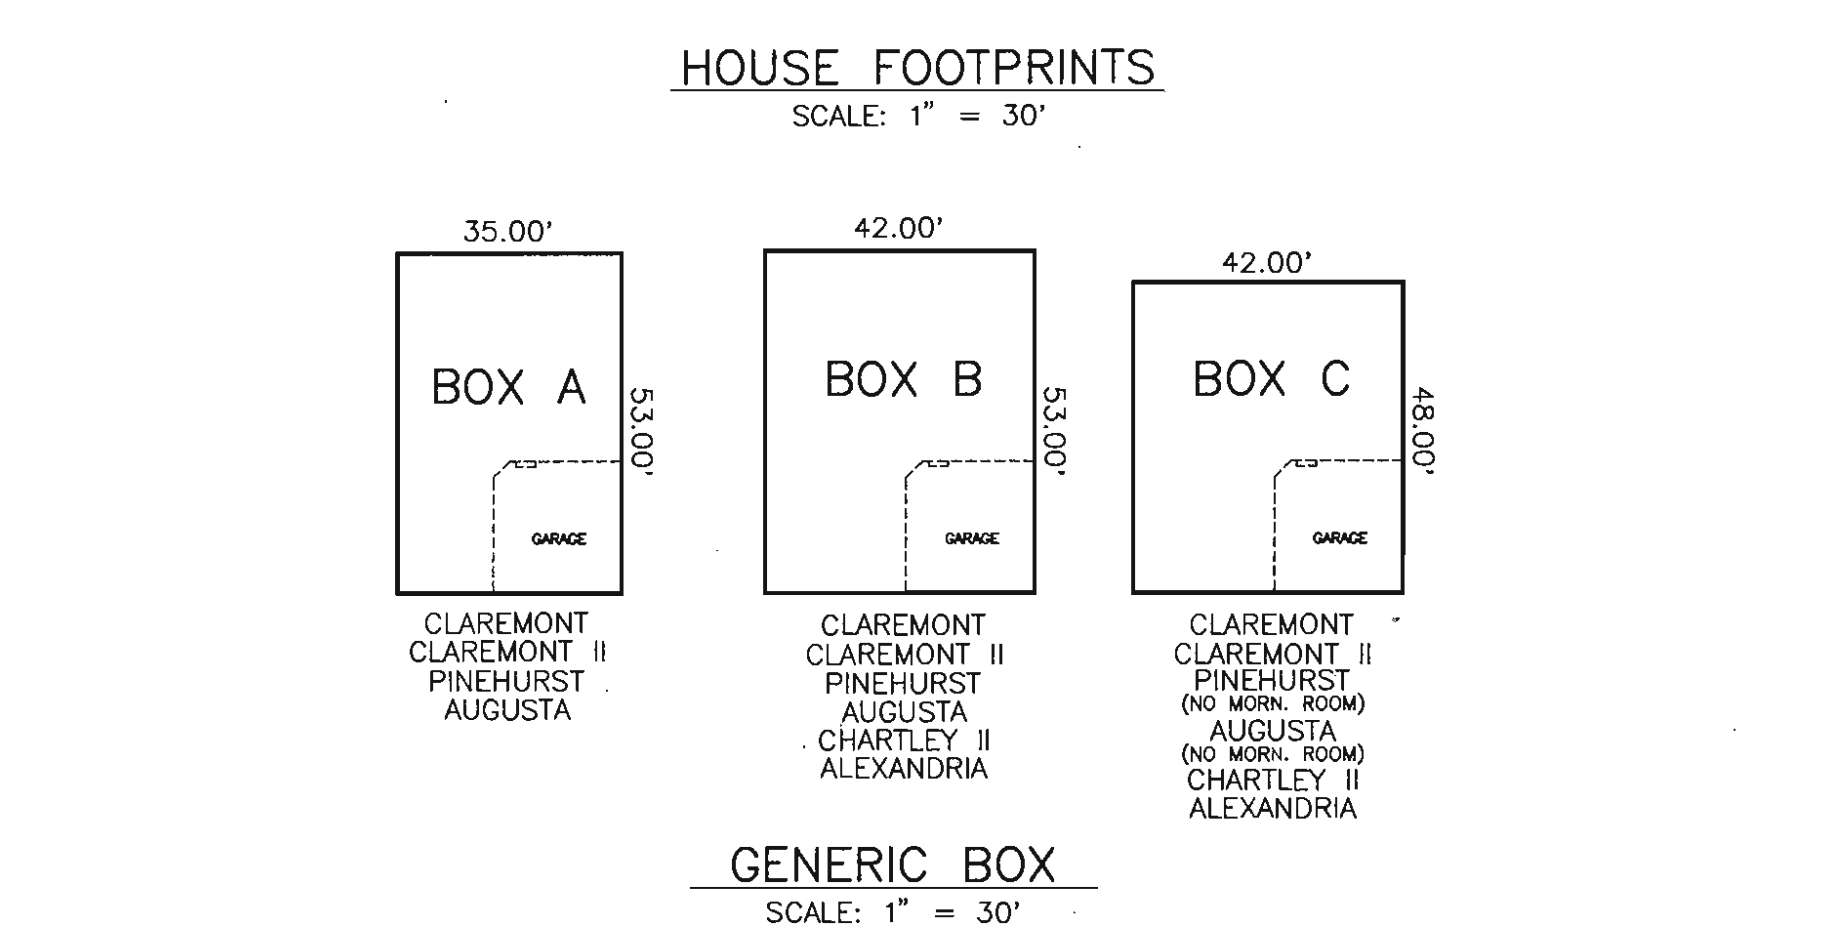 HOUSE FOOTPRINTS
SCALE: 1" = 30'
35.00'
BOX A
53.00'
GARAGE
CLAREMONT
CLAREMONT II
PINEHURST
AUGUSTA
42.00'
BOX B
53.00'
GARAGE
CLAREMONT
CLAREMONT II
PINEHURST
AUGUSTA
CHARTLEY II
ALEXANDRIA
42.00'
BOX C
48.00'
GARAGE
CLAREMONT
CLAREMONT II
PINEHURST
(NO MORN. ROOM)
AUGUSTA
(NO MORN. ROOM)
CHARTLEY II
ALEXANDRIA
GENERIC BOX
SCALE: 1" = 30'